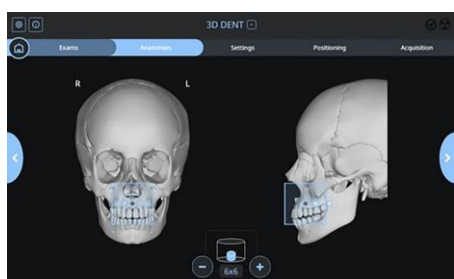 3D DENT
Exams Anatomies Settings Positioning Acquisition
R L
6x6